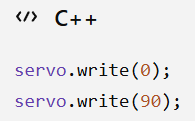 </> C++
servo.write(0);
servo.write(90);